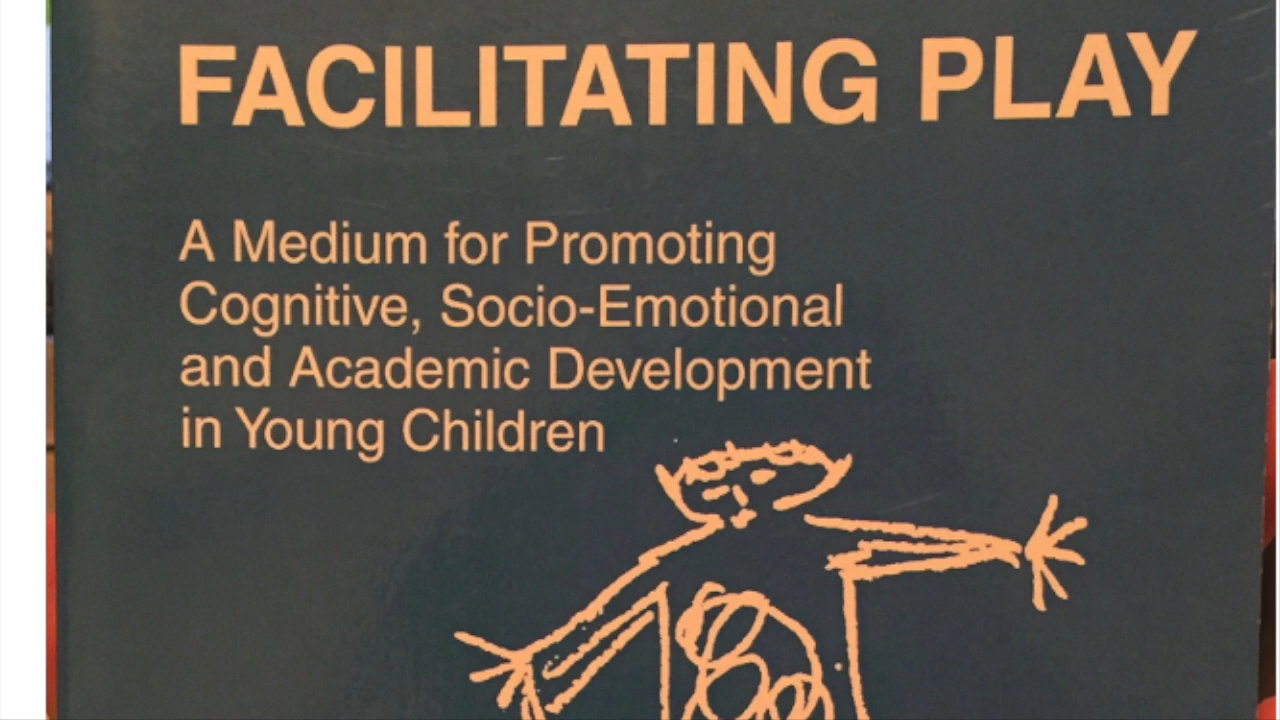 FACILITATING PLAY
A Medium for Promoting
Cognitive, Socio-Emotional
and Academic Development
in Young Children